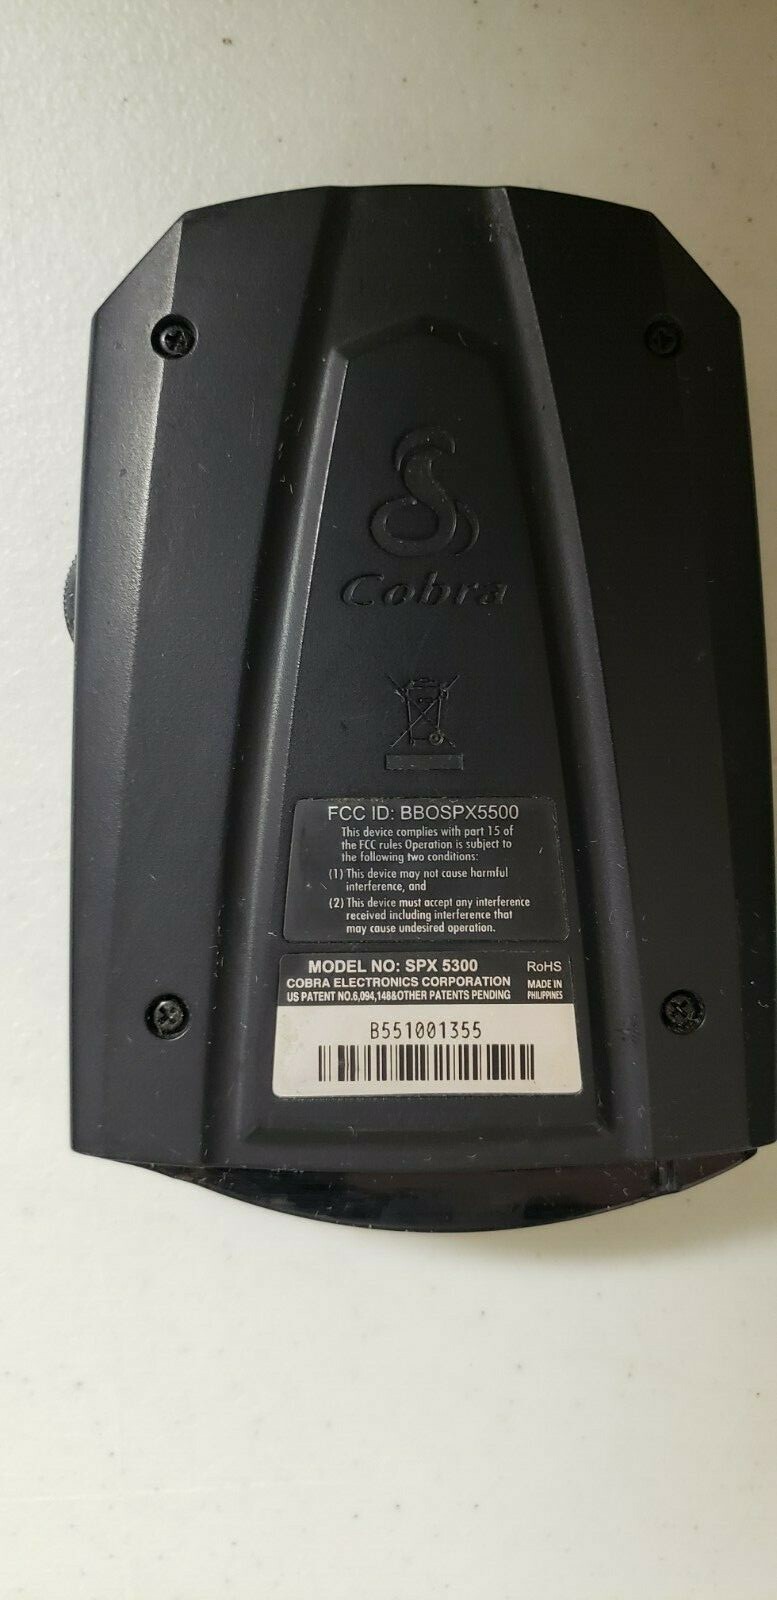 Cobra
FCC ID: BBOSPX5500
This device complies with part 15 of
the FCC rules Operation is subject to
the following two conditions:
(1) This device may not cause harmful
interference, and
(2) This device must accept any interference
received including interference that
may cause undesired operation.
MODEL NO: SPX 5300 RoHS
COBRA ELECTRONICS CORPORATION MADE IN
US PATENT NO.6,094,148&OTHER PATENTS PENDING PHILIPPINES
B551001355